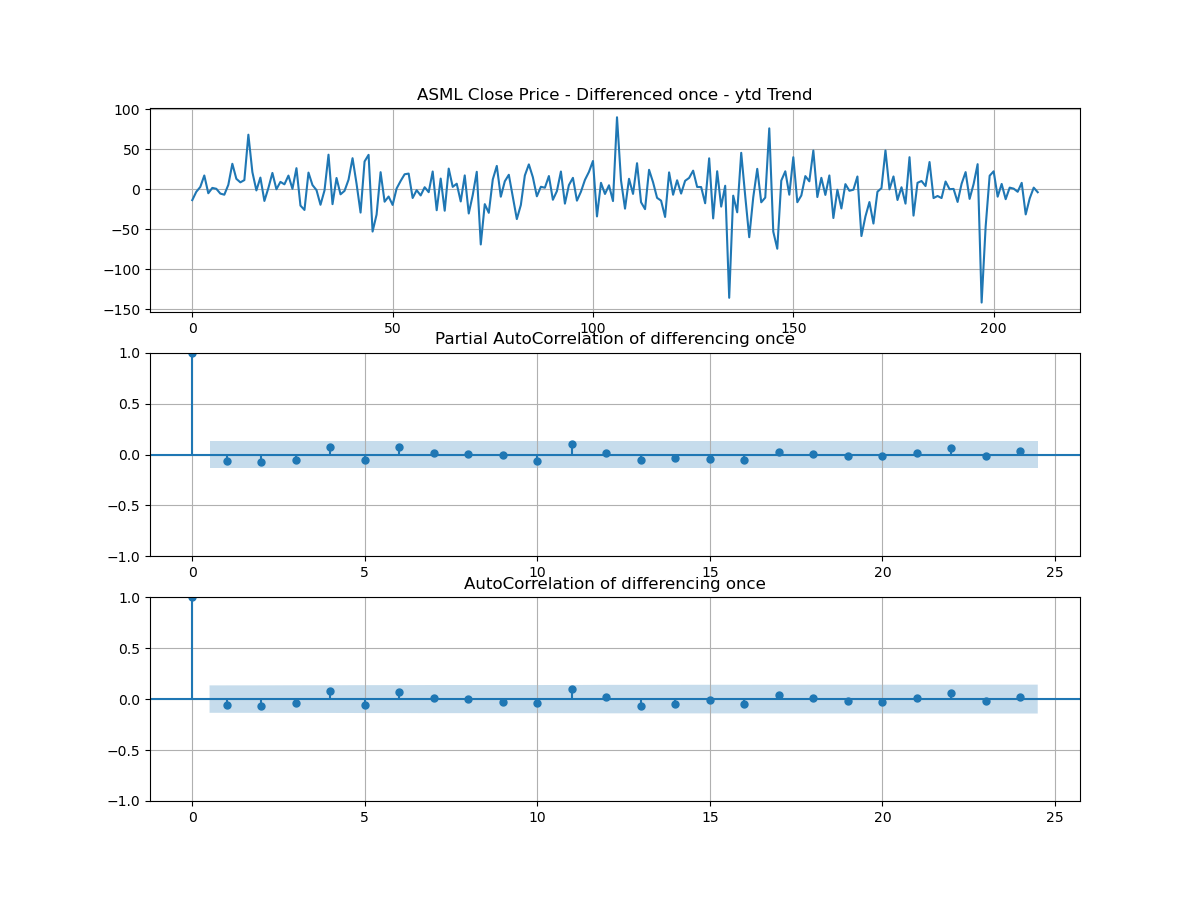 ASML Close Price - Differenced once - ytd Trend
100
50
0
−50
−100
−150
0 50 100 150 200
Partial AutoCorrelation of differencing once
1.0
0.5
0.0
−0.5
−1.0
0 5 10 15 20 25
AutoCorrelation of differencing once
1.0
0.5
0.0
−0.5
−1.0
0 5 10 15 20 25